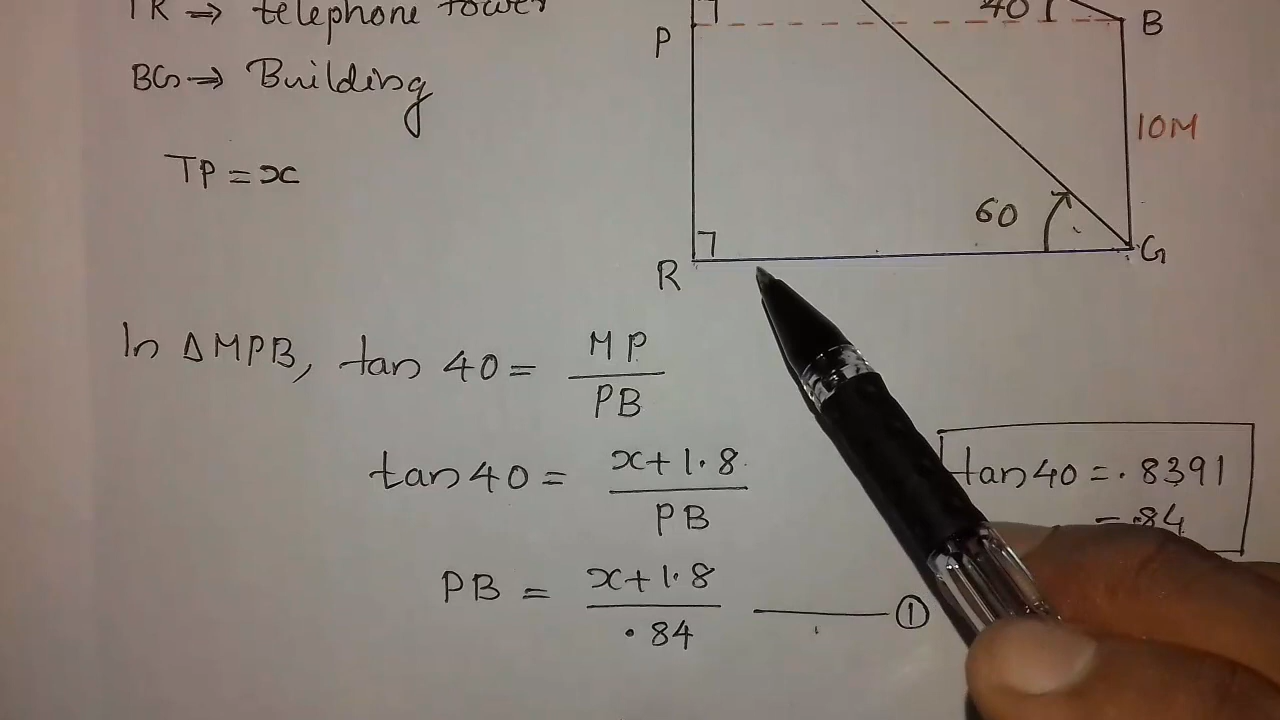 TR ⇒ telephone tower
BG ⇒ Building
TP = x
40
P
B
10M
60
R
G
In ΔMPB, tan 40 = MP
PB
tan 40 = x+1.8
PB
PB = x+1.8
.84
①
tan 40 = .8391
= .84